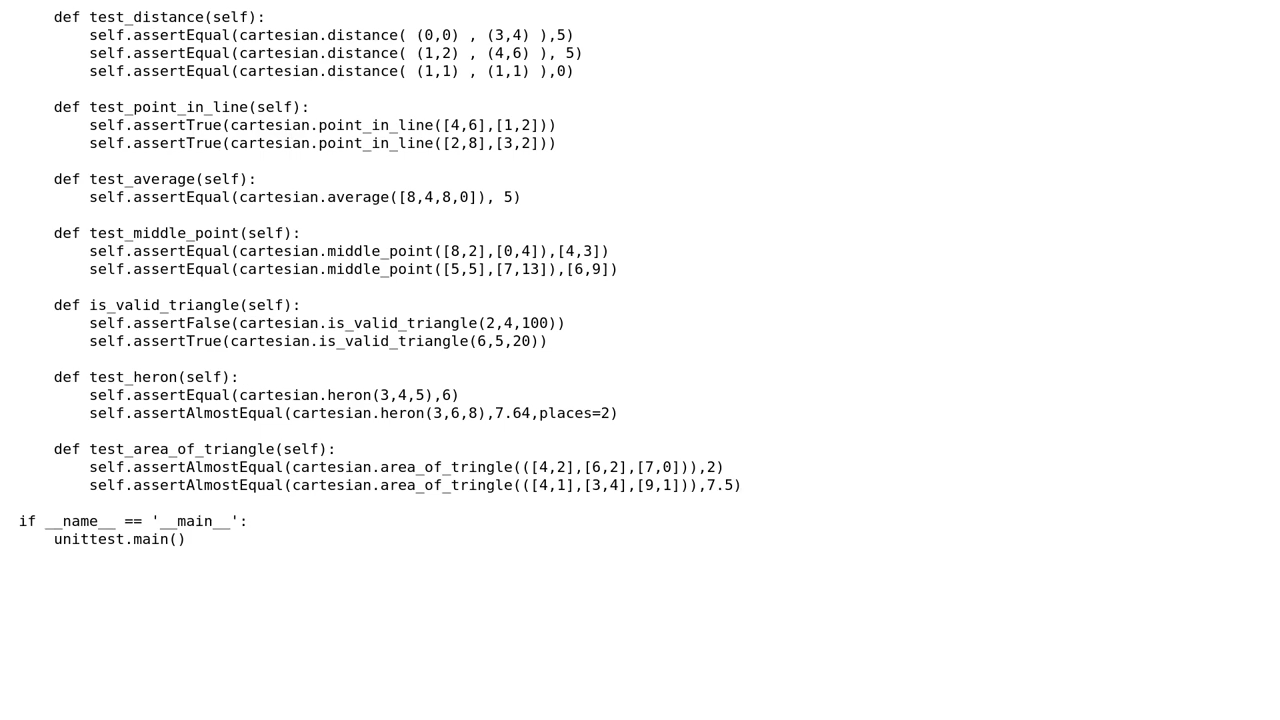 def test_distance(self):
self.assertEqual(cartesian.distance( (0,0) , (3,4) ),5)
self.assertEqual(cartesian.distance( (1,2) , (4,6) ), 5)
self.assertEqual(cartesian.distance( (1,1) , (1,1) ),0)
def test_point_in_line(self):
self.assertTrue(cartesian.point_in_line([4,6],[1,2]))
self.assertTrue(cartesian.point_in_line([2,8],[3,2]))
def test_average(self):
self.assertEqual(cartesian.average([8,4,8,0]), 5)
def test_middle_point(self):
self.assertEqual(cartesian.middle_point([8,2],[0,4]),[4,3])
self.assertEqual(cartesian.middle_point([5,5],[7,13]),[6,9])
def is_valid_triangle(self):
self.assertFalse(cartesian.is_valid_triangle(2,4,100))
self.assertTrue(cartesian.is_valid_triangle(6,5,20))
def test_heron(self):
self.assertEqual(cartesian.heron(3,4,5),6)
self.assertAlmostEqual(cartesian.heron(3,6,8),7.64,places=2)
def test_area_of_triangle(self):
self.assertAlmostEqual(cartesian.area_of_tringle(([4,2],[6,2],[7,0])),2)
self.assertAlmostEqual(cartesian.area_of_tringle(([4,1],[3,4],[9,1])),7.5)
if __name__ == '__main__':
unittest.main()